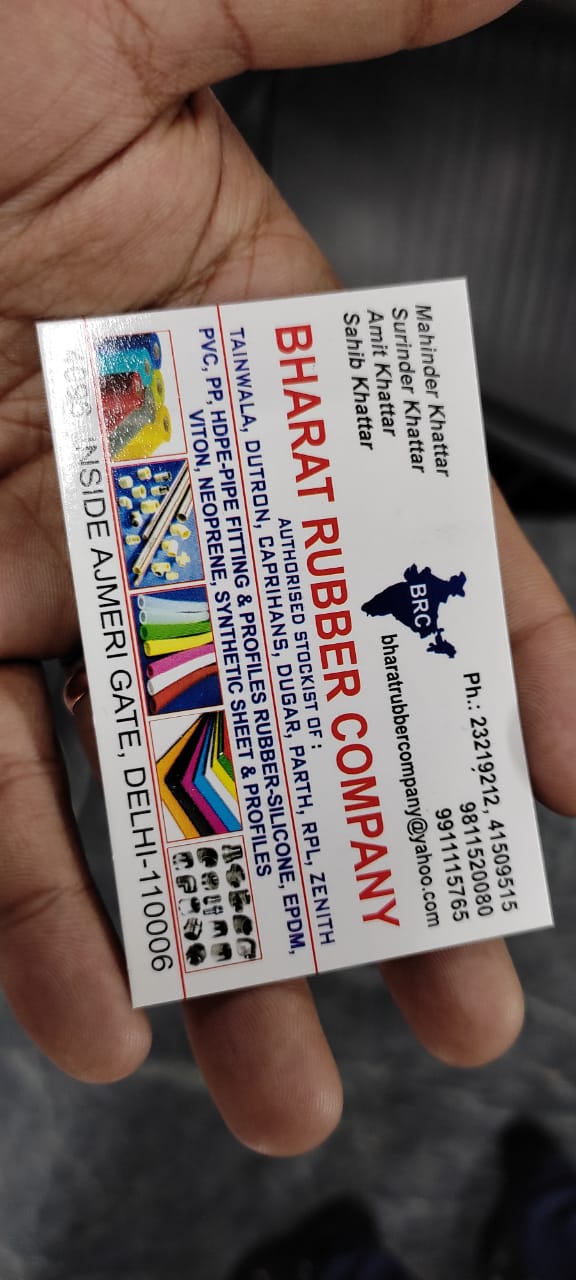 Mahinder Khattar
Surinder Khattar
Amit Khattar
Sahib Khattar
BRC
Ph.: 23219212, 41509515
9811520080
9911115765
bharatrubbercompany@yahoo.com
BHARAT RUBBER COMPANY
AUTHORISED STOCKIST OF :
TAINWALA, DUTRON, CAPRIHANS, DUGAR, PARTH, RPL, ZENITH
PVC, PP, HDPE-PIPE FITTING & PROFILES RUBBER-SILICONE, EPDM,
VITON, NEOPRENE, SYNTHETIC SHEET & PROFILES
INSIDE AJMERI GATE, DELHI-110006